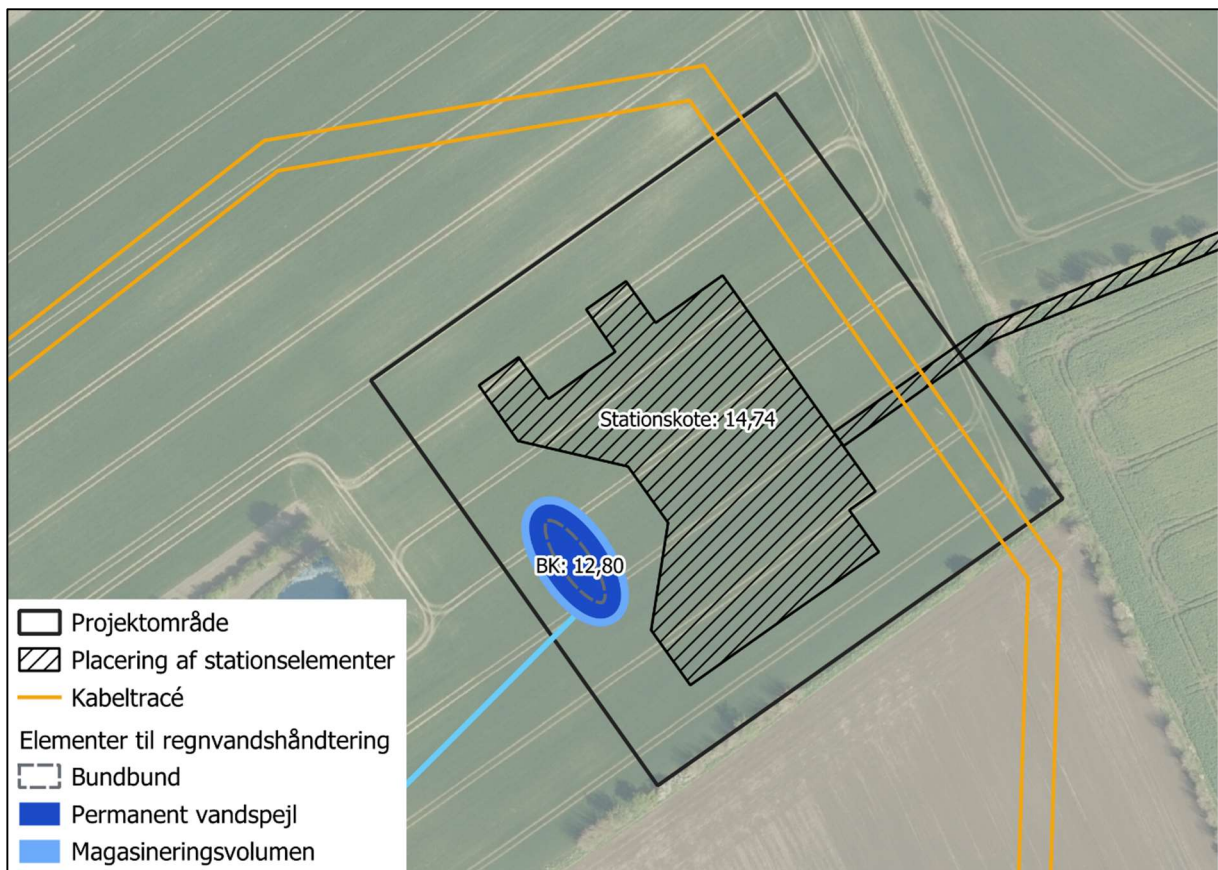 Stationskote: 14,74
BK: 12,80
Projektområde
Placering af stationselementer
Kabeltracé
Elementer til regnvandshåndtering
Bundbund
Permanent vandspejl
Magasineringsvolumen